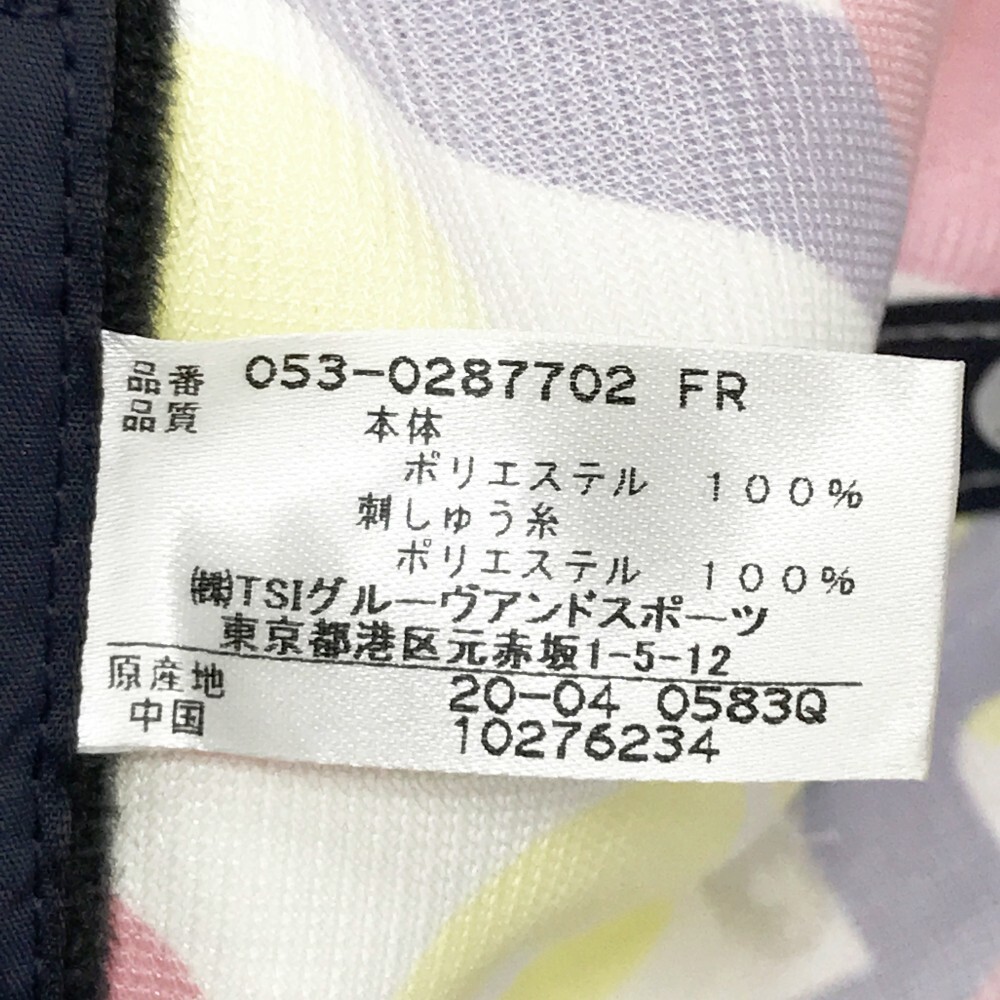 品番 053-0287702 FR
品質
本体
ポリエステル 100%
刺しゅう糸
ポリエステル 100%
㈱TSIグルーヴアンドスポーツ
東京都港区元赤坂1-5-12
原産地 20-04 0583Q
中国 10276234